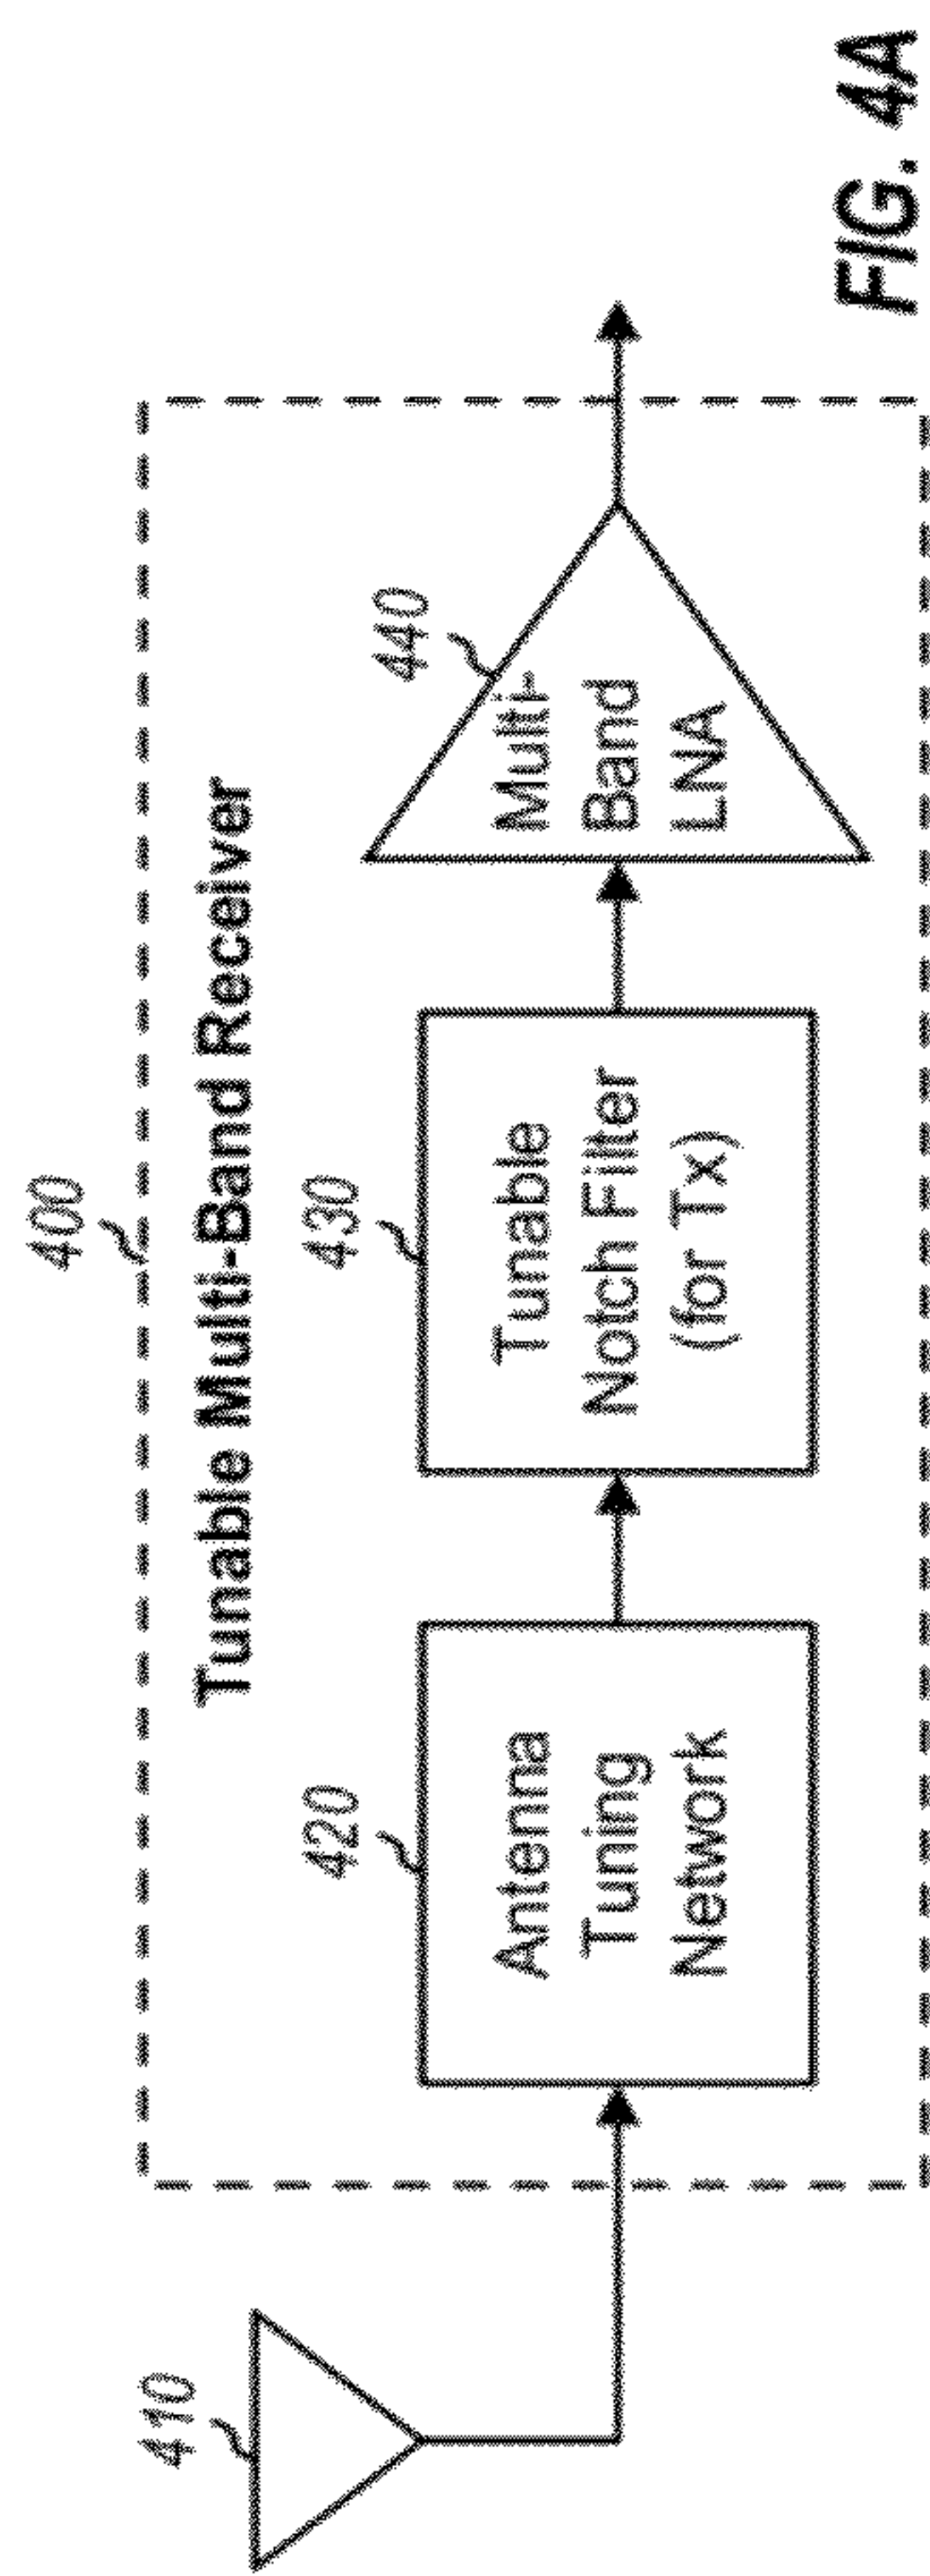 400
Tunable Multi-Band Receiver
410
420
Antenna
Tuning
Network
430
Tunable
Notch Filter
(for Tx)
440
Multi-
Band
LNA
FIG. 4A